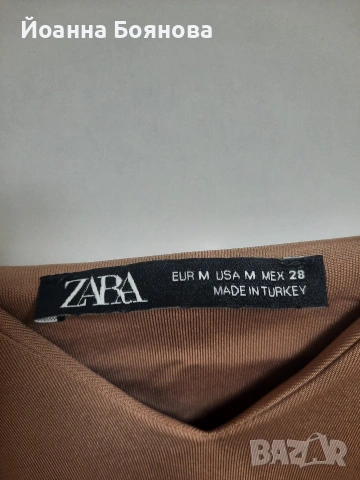 Йоанна Боянова
ZARA
EUR M USA M MEX 28
MADE IN TURKEY
BAZAR